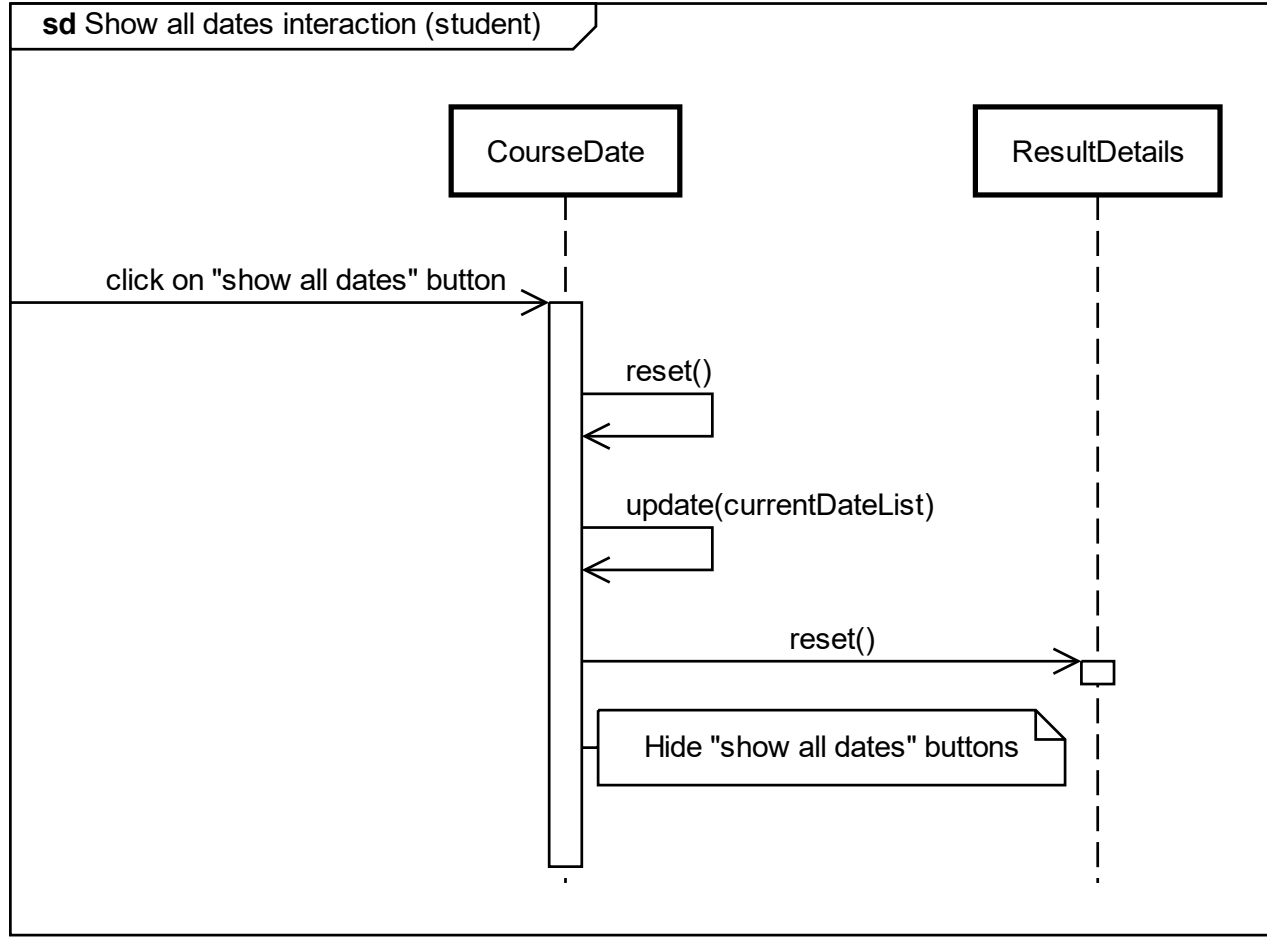 sd Show all dates interaction (student)
CourseDate
ResultDetails
click on "show all dates" button
reset()
update(currentDateList)
reset()
Hide "show all dates" buttons